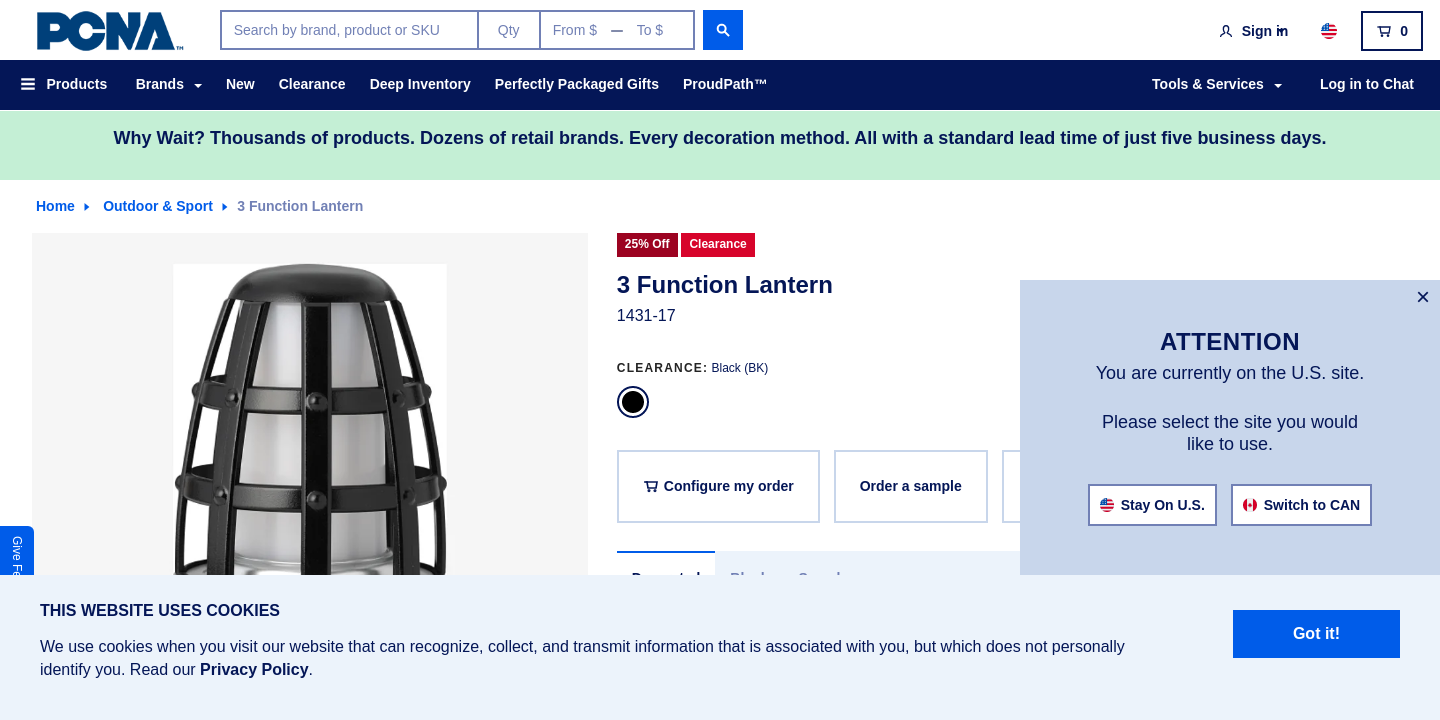 PCNA™
Search by brand, product or SKU
Qty
From $ — To $
Sign in
0
Products
Brands
New
Clearance
Deep Inventory
Perfectly Packaged Gifts
ProudPath™
Tools & Services
Log in to Chat
Why Wait? Thousands of products. Dozens of retail brands. Every decoration method. All with a standard lead time of just five business days.
Home
Outdoor & Sport
3 Function Lantern
25% Off
Clearance
3 Function Lantern
1431-17
CLEARANCE: Black (BK)
Configure my order
Order a sample
×
ATTENTION
You are currently on the U.S. site.
Please select the site you would
like to use.
Stay On U.S.
Switch to CAN
Give Fe
THIS WEBSITE USES COOKIES
We use cookies when you visit our website that can recognize, collect, and transmit information that is associated with you, but which does not personally
identify you. Read our Privacy Policy.
Got it!